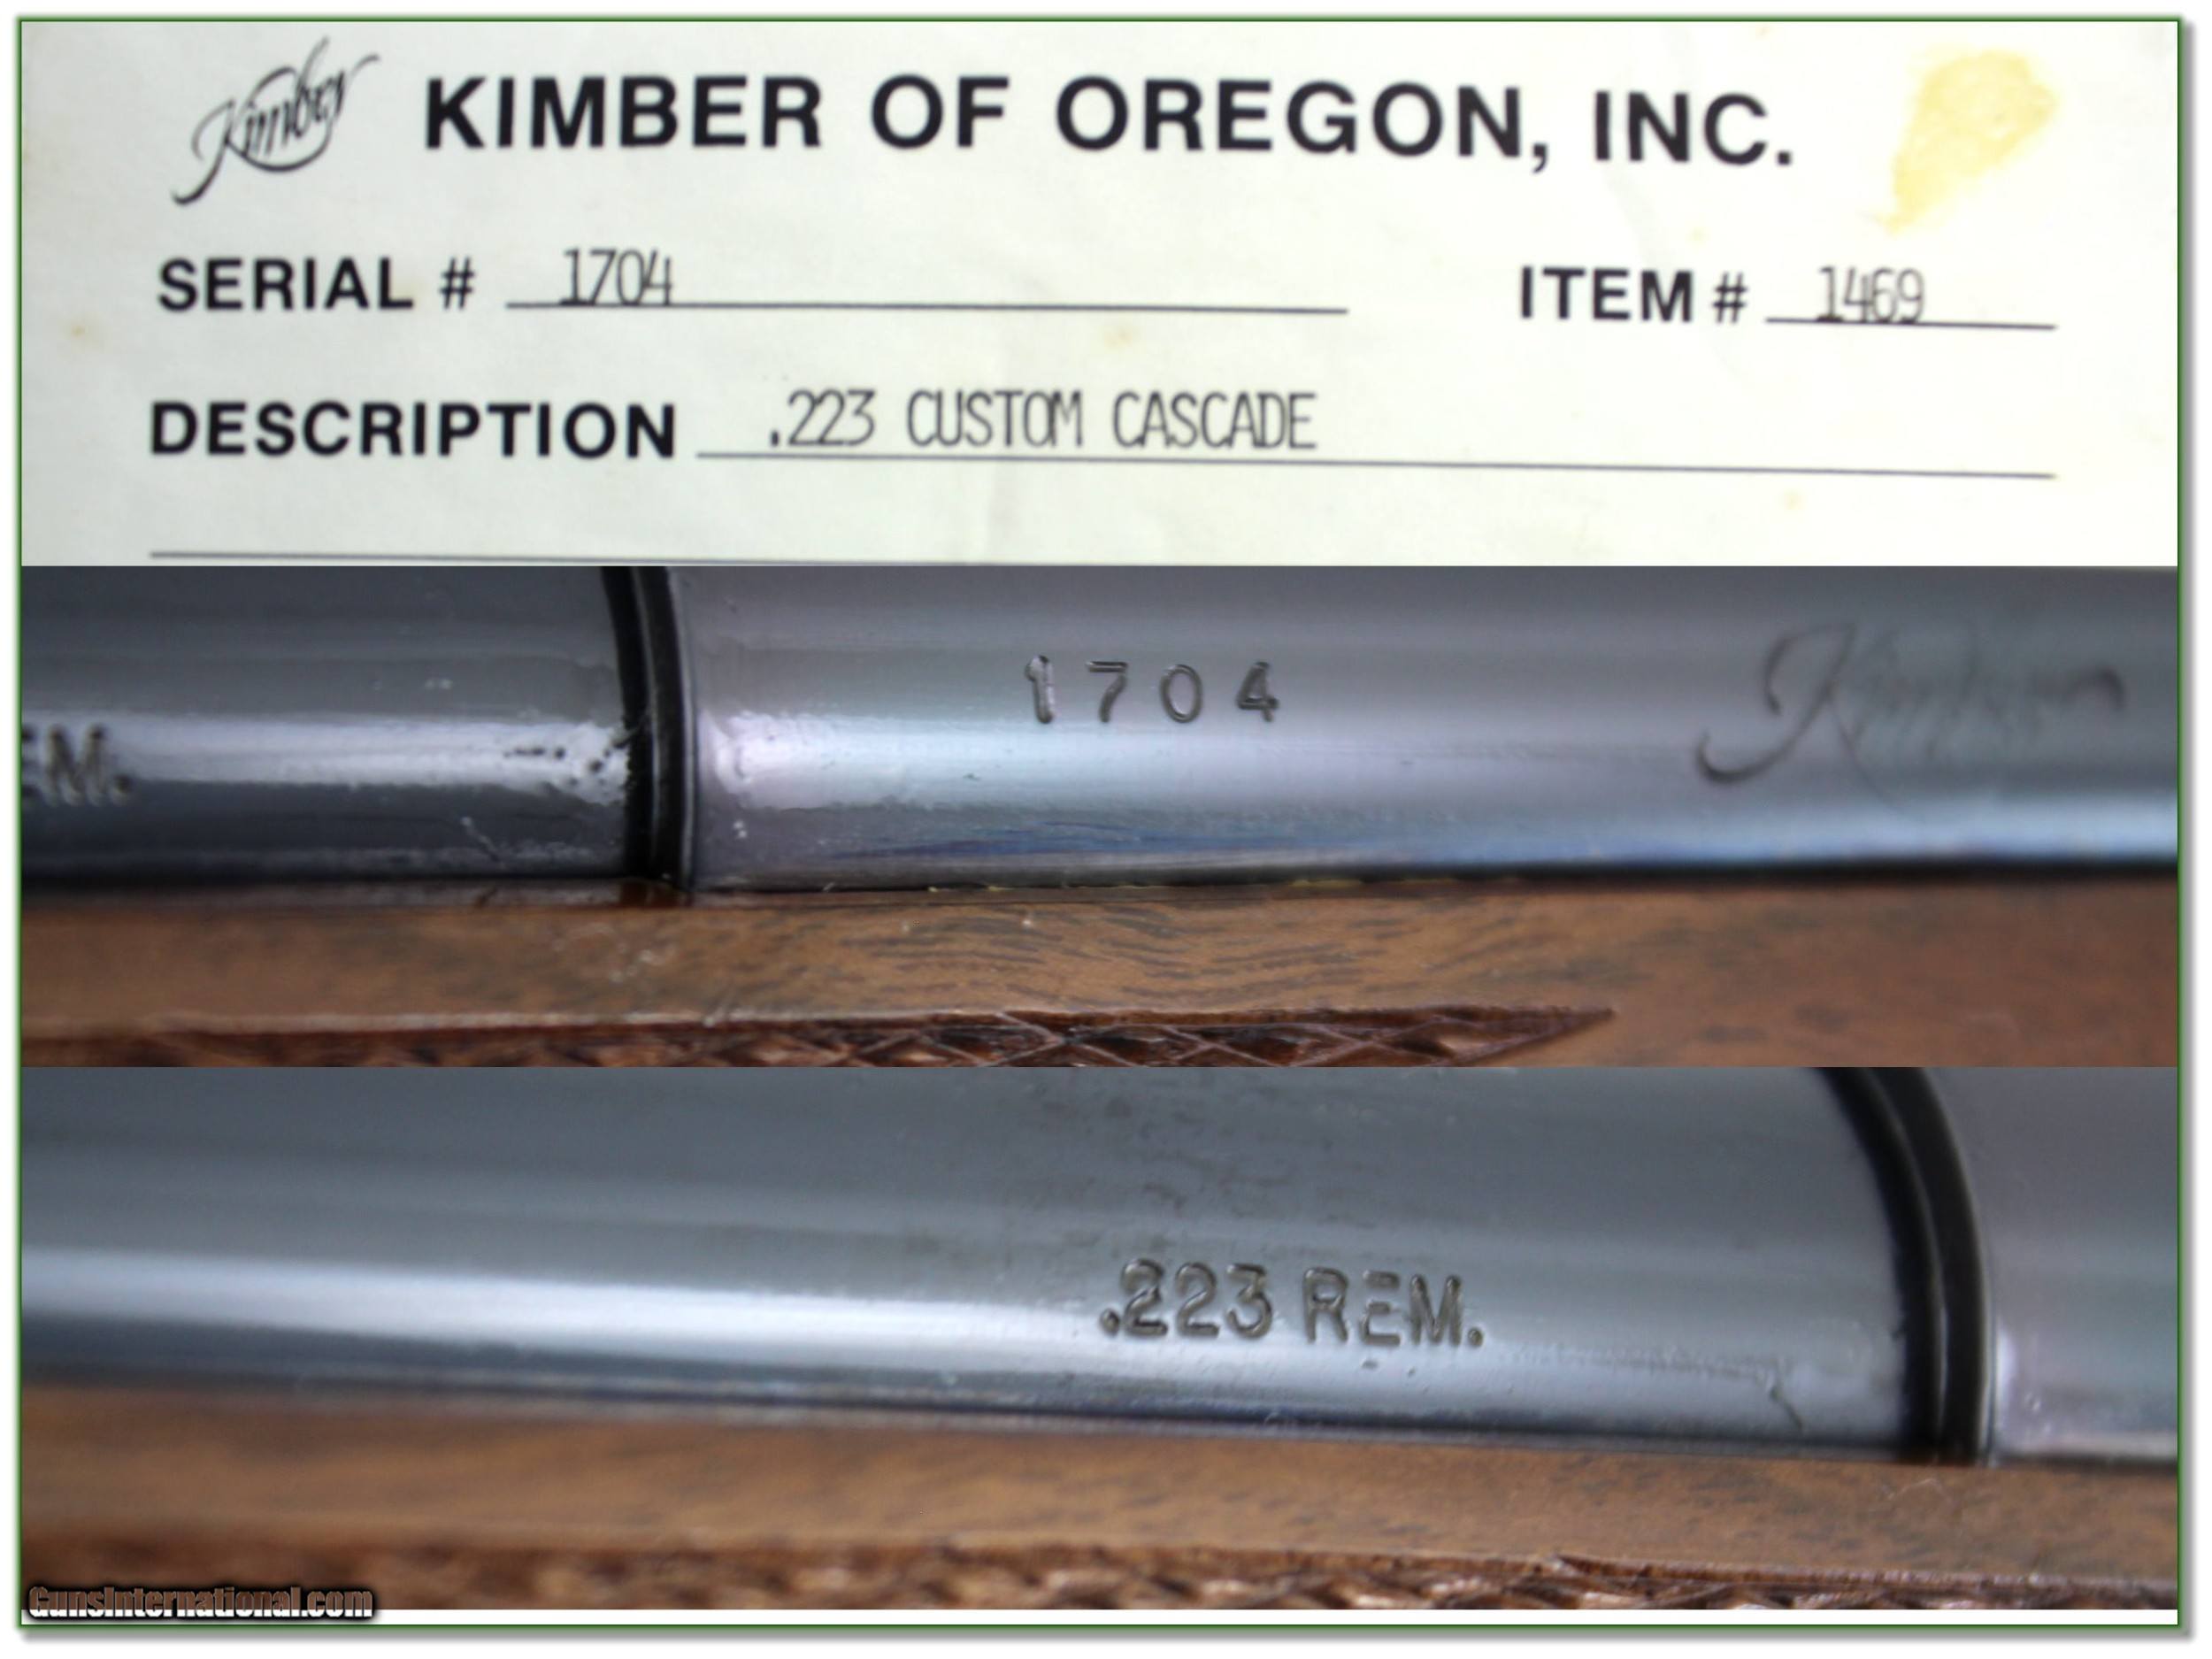 Kimber KIMBER OF OREGON, INC.
SERIAL # 1704 ITEM # 1469
DESCRIPTION .223 CUSTOM CASCADE
EM.
1704 Kimber
.223 REM.
GunsInternational.com